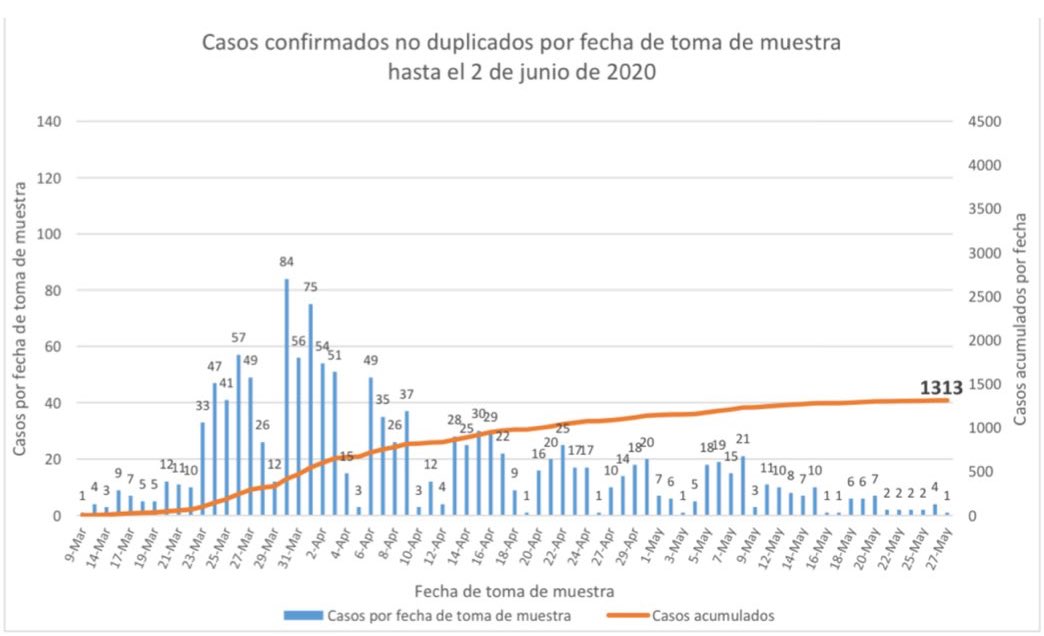 Casos confirmados no duplicados por fecha de toma de muestra
hasta el 2 de junio de 2020
Casos por fecha de toma de muestra
140
120
100
80
60
40
20
0
1 4 3 9 7 5 5 12 11 10 33 47 41 57 49 26 12 84 56 75 54 51 15 3 49 35 26 37 3 12 4 28 25 30 29 22 9 1 16 20 25 17 17 1 10 14 18 20 7 6 1 5 18 19 15 21 3 11 10 8 7 10 1 1 6 6 7 2 2 2 2 4 1
1313
4500
4000
3500
3000
2500
2000
1500
1000
500
0
Casos acumulados por fecha
9-Mar 14-Mar 17-Mar 19-Mar 21-Mar 23-Mar 25-Mar 27-Mar 29-Mar 31-Mar 2-Apr 4-Apr 6-Apr 8-Apr 10-Apr 12-Apr 14-Apr 16-Apr 18-Apr 20-Apr 22-Apr 24-Apr 27-Apr 29-Apr 1-May 3-May 5-May 7-May 9-May 12-May 14-May 16-May 18-May 20-May 22-May 25-May 27-May
Fecha de toma de muestra
Casos por fecha de toma de muestra
Casos acumulados